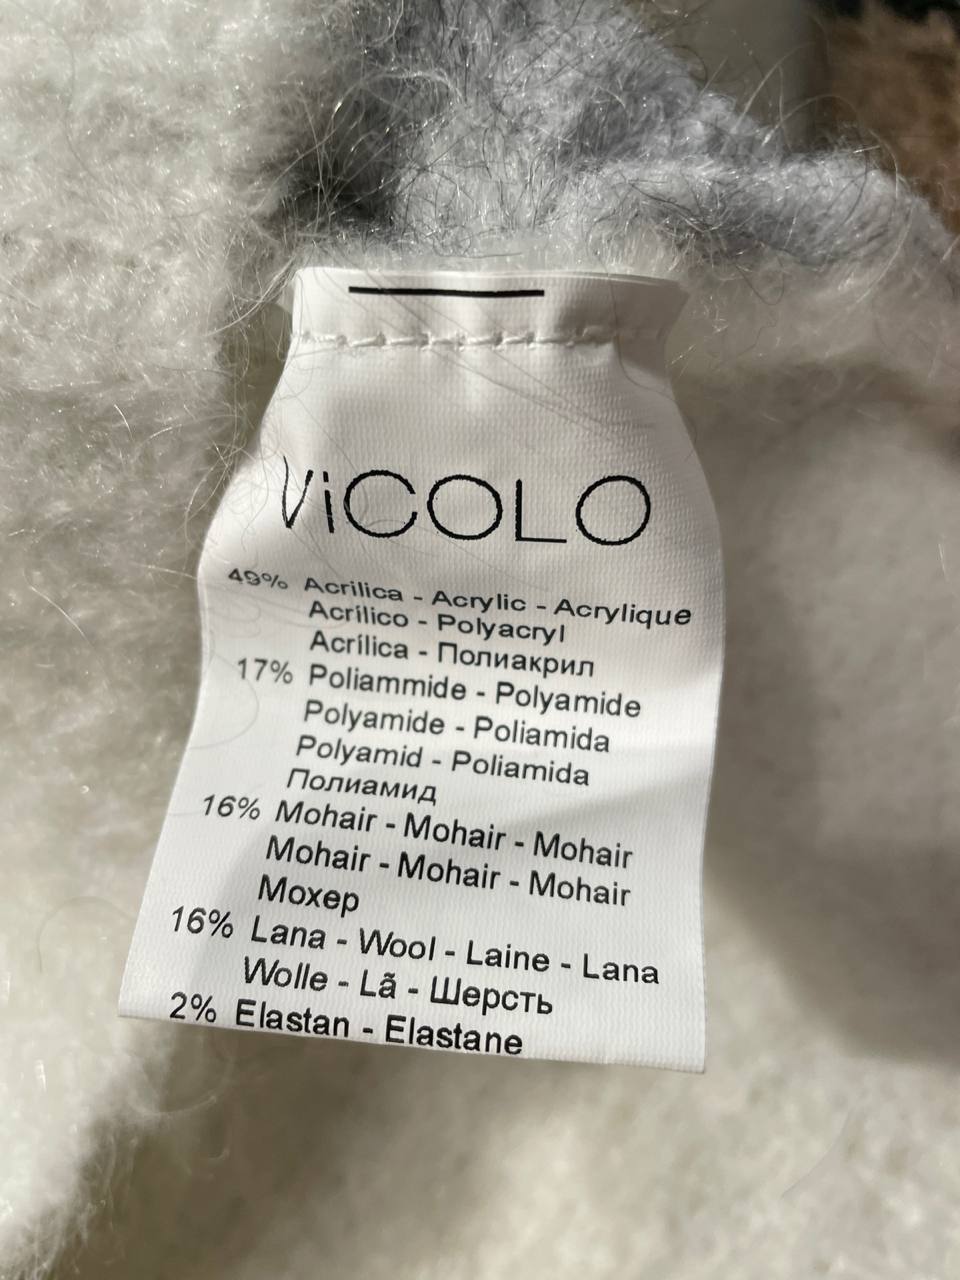 ViCOLO
49% Acrilica - Acrylic - Acrylique
Acrílico - Polyacryl
Acrílica - Полиакрил
17% Poliammide - Polyamide
Polyamide - Poliamida
Polyamid - Poliamida
Полиамид
16% Mohair - Mohair - Mohair
Mohair - Mohair - Mohair
Мохер
16% Lana - Wool - Laine - Lana
Wolle - Lã - Шерсть
2% Elastan - Elastane